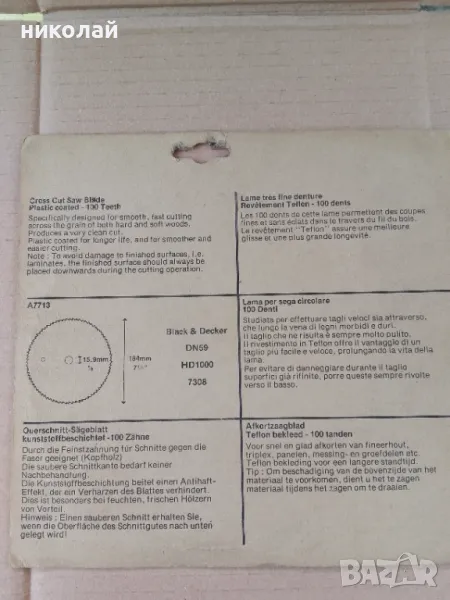 николай
Cross Cut Saw Blade
Plastic coated - 100 Teeth
Specifically designed for smooth, fast cutting
across the grain of both hard and soft woods.
Produces a very clean cut.
Plastic coated for longer life, and for smoother and
easier cutting.
Note : To avoid damage to finished surfaces, i.e.
laminates, the finished surface should always be
placed downwards during the cutting operation.
Lame très fine denture
Revêtement Teflon - 100 dents
Les 100 dents de cette lame permettent des coupes
fines et sans éclats dans le travers du fil du bois.
Le revêtement "Teflon" assure une meilleure
glisse et une plus grande longévité.
A7713
15,9mm
184mm
Black & Decker
DN59
HD1000
7308
Lama per sega circolare
100 Denti
Studiata per effettuare tagli veloci sia attraverso,
che lungo la vena di legni morbidi e duri.
Il taglio che ne risulta è sempre molto pulito.
Il rivestimento in Teflon offre il vantaggio di un
taglio più facile e veloce, prolungando la vita della
lama.
Per evitare di danneggiare durante il taglio
superfici già rifinite, porre queste sempre rivolte
verso il basso.
Querschnitt-Sägeblatt
kunststoffbeschichtet -100 Zähne
Durch die Feinstzahnung für Schnitte gegen die
Faser geeignet (Kopfholz)
Die saubere Schnittkante bedarf keiner
Nachbehandlung.
Die Kunststoffbeschichtung beitet einen Antihaft-
Effekt, der ein Verharzen des Blattes verhindert.
Dies ist besonders bei feuchten, frischen Hölzern
von Vorteil.
Hinweis : Einen sauberen Schnitt erhalten Sie,
wenn die Oberfläche des Schnittgutes nach unten
gelegt wird!
Afkortzaagblad
Teflon bekleed - 100 tanden
Voor snel en glad afkorten van fineerhout,
triplex, panelen, messing- en groefdelen etc.
Teflon bekleding voor een langere standtijd.
Tip : Om beschadiging van de bovenzijde van het
materiaal te voorkomen, dient u het te zagen
materiaal tijdens het zagen om te draaien.
BAZAR.BG